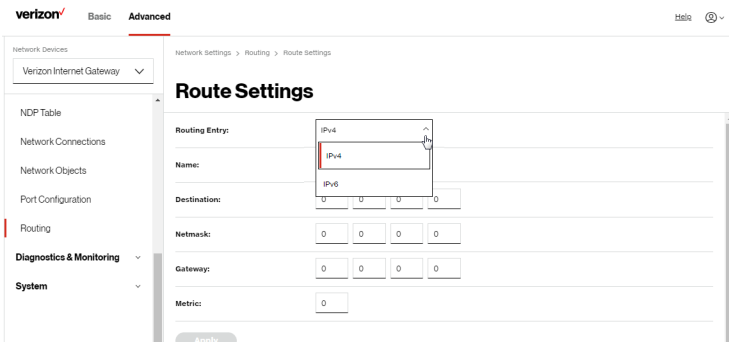 verizon✓ Basic Advanced Help
Network Devices
Verizon Internet Gateway
NDP Table
Network Connections
Network Objects
Port Configuration
Routing
Diagnostics & Monitoring
System
Network Settings > Routing > Route Settings
Route Settings
Routing Entry: IPv4
IPv4
IPv6
Name:
Destination: 0 0 0 0
Netmask: 0 0 0 0
Gateway: 0 0 0 0
Metric: 0
Apply